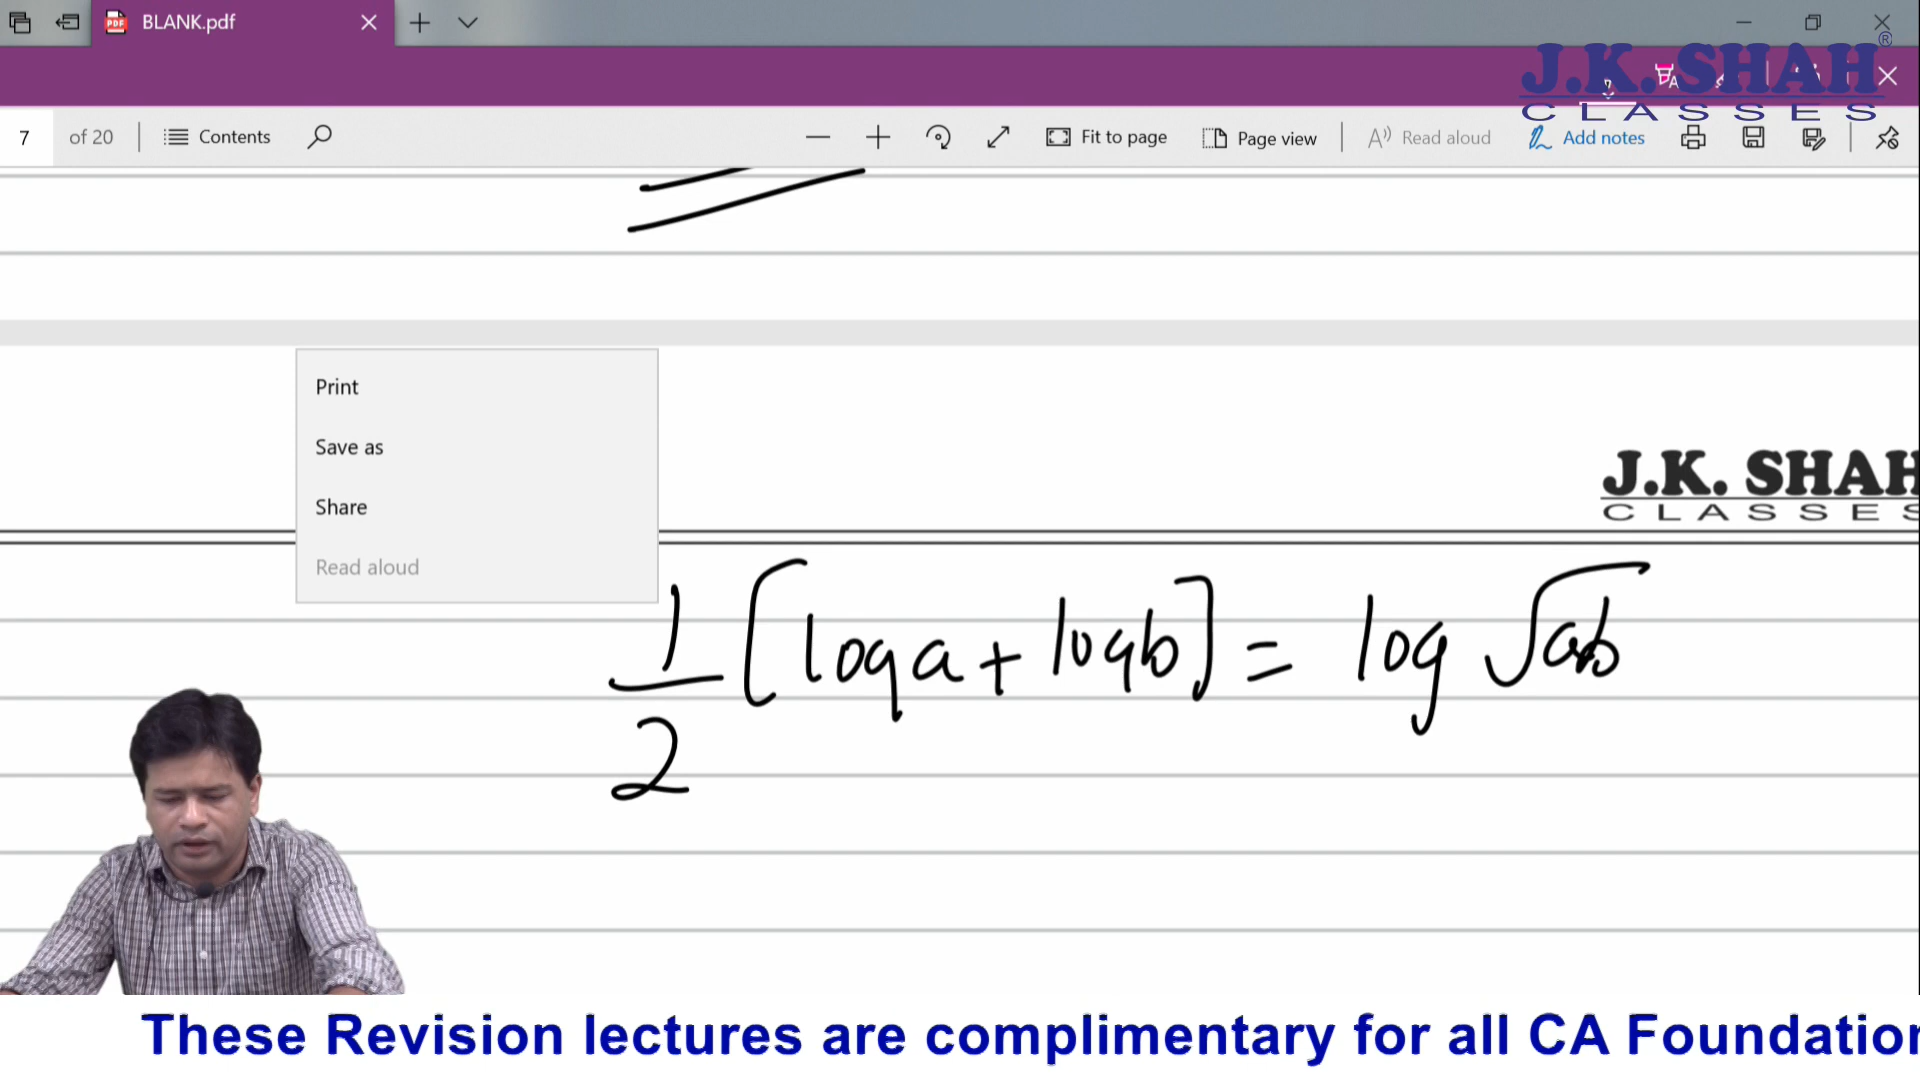 BLANK.pdf
J.K. SHAH®
CLASSES
7 of 20 Contents Fit to page Page view Read aloud Add notes
Print
Save as
Share
Read aloud
J.K. SHAH
CLASSES
1/2 [log a + log b] = log √ab
These Revision lectures are complimentary for all CA Foundation